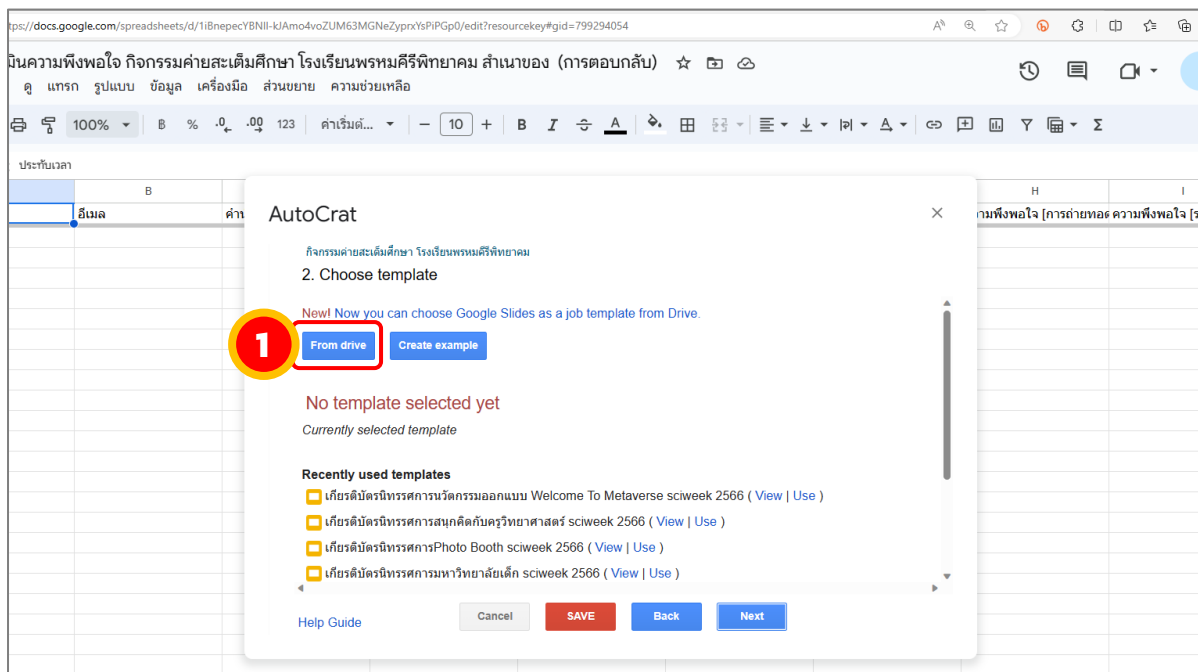 tps://docs.google.com/spreadsheets/d/1iBnepecYBNIl-kJAmo4voZUM63MGNeZyprxYsPiPGp0/edit?resourcekey#gid=799294054
มินความพึงพอใจ กิจกรรมค่ายสะเต็มศึกษา โรงเรียนพรหมคีรีพิทยาคม สำเนาของ (การตอบกลับ)
ดู แทรก รูปแบบ ข้อมูล เครื่องมือ ส่วนขยาย ความช่วยเหลือ
100% ฿ % .0 .00 123 ค่าเริ่มต้... − 10 + B I A Σ
ประทับเวลา
B H I
อีเมล คำน ามพึงพอใจ [การถ่ายทอด ความพึงพอใจ [ร
AutoCrat
กิจกรรมค่ายสะเต็มศึกษา โรงเรียนพรหมคีรีพิทยาคม
2. Choose template
New! Now you can choose Google Slides as a job template from Drive.
1
From drive Create example
No template selected yet
Currently selected template
Recently used templates
เกียรติบัตรนิทรรศการนวัตกรรมออกแบบ Welcome To Metaverse sciweek 2566 ( View | Use )
เกียรติบัตรนิทรรศการสนุกคิดกับครูวิทยาศาสตร์ sciweek 2566 ( View | Use )
เกียรติบัตรนิทรรศการPhoto Booth sciweek 2566 ( View | Use )
เกียรติบัตรนิทรรศการมหาวิทยาลัยเด็ก sciweek 2566 ( View | Use )
Help Guide Cancel SAVE Back Next